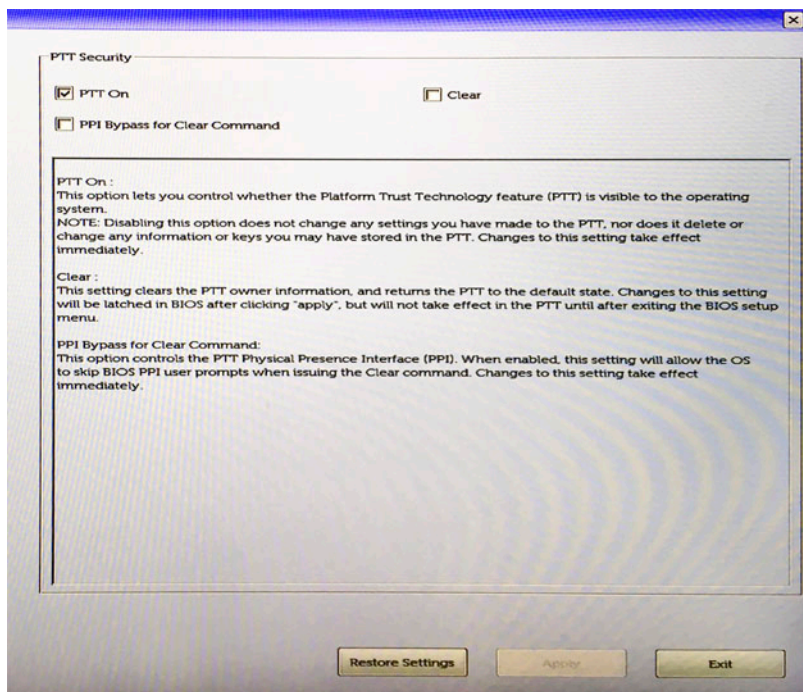 PTT Security
PTT On
Clear
PPI Bypass for Clear Command
PTT On :
This option lets you control whether the Platform Trust Technology feature (PTT) is visible to the operating
system.
NOTE: Disabling this option does not change any settings you have made to the PTT, nor does it delete or
change any information or keys you may have stored in the PTT. Changes to this setting take effect
immediately.
Clear :
This setting clears the PTT owner information, and returns the PTT to the default state. Changes to this setting
will be latched in BIOS after clicking "apply", but will not take effect in the PTT until after exiting the BIOS setup
menu.
PPI Bypass for Clear Command:
This option controls the PTT Physical Presence Interface (PPI). When enabled, this setting will allow the OS
to skip BIOS PPI user prompts when issuing the Clear command. Changes to this setting take effect
immediately.
Restore Settings
Apply
Exit